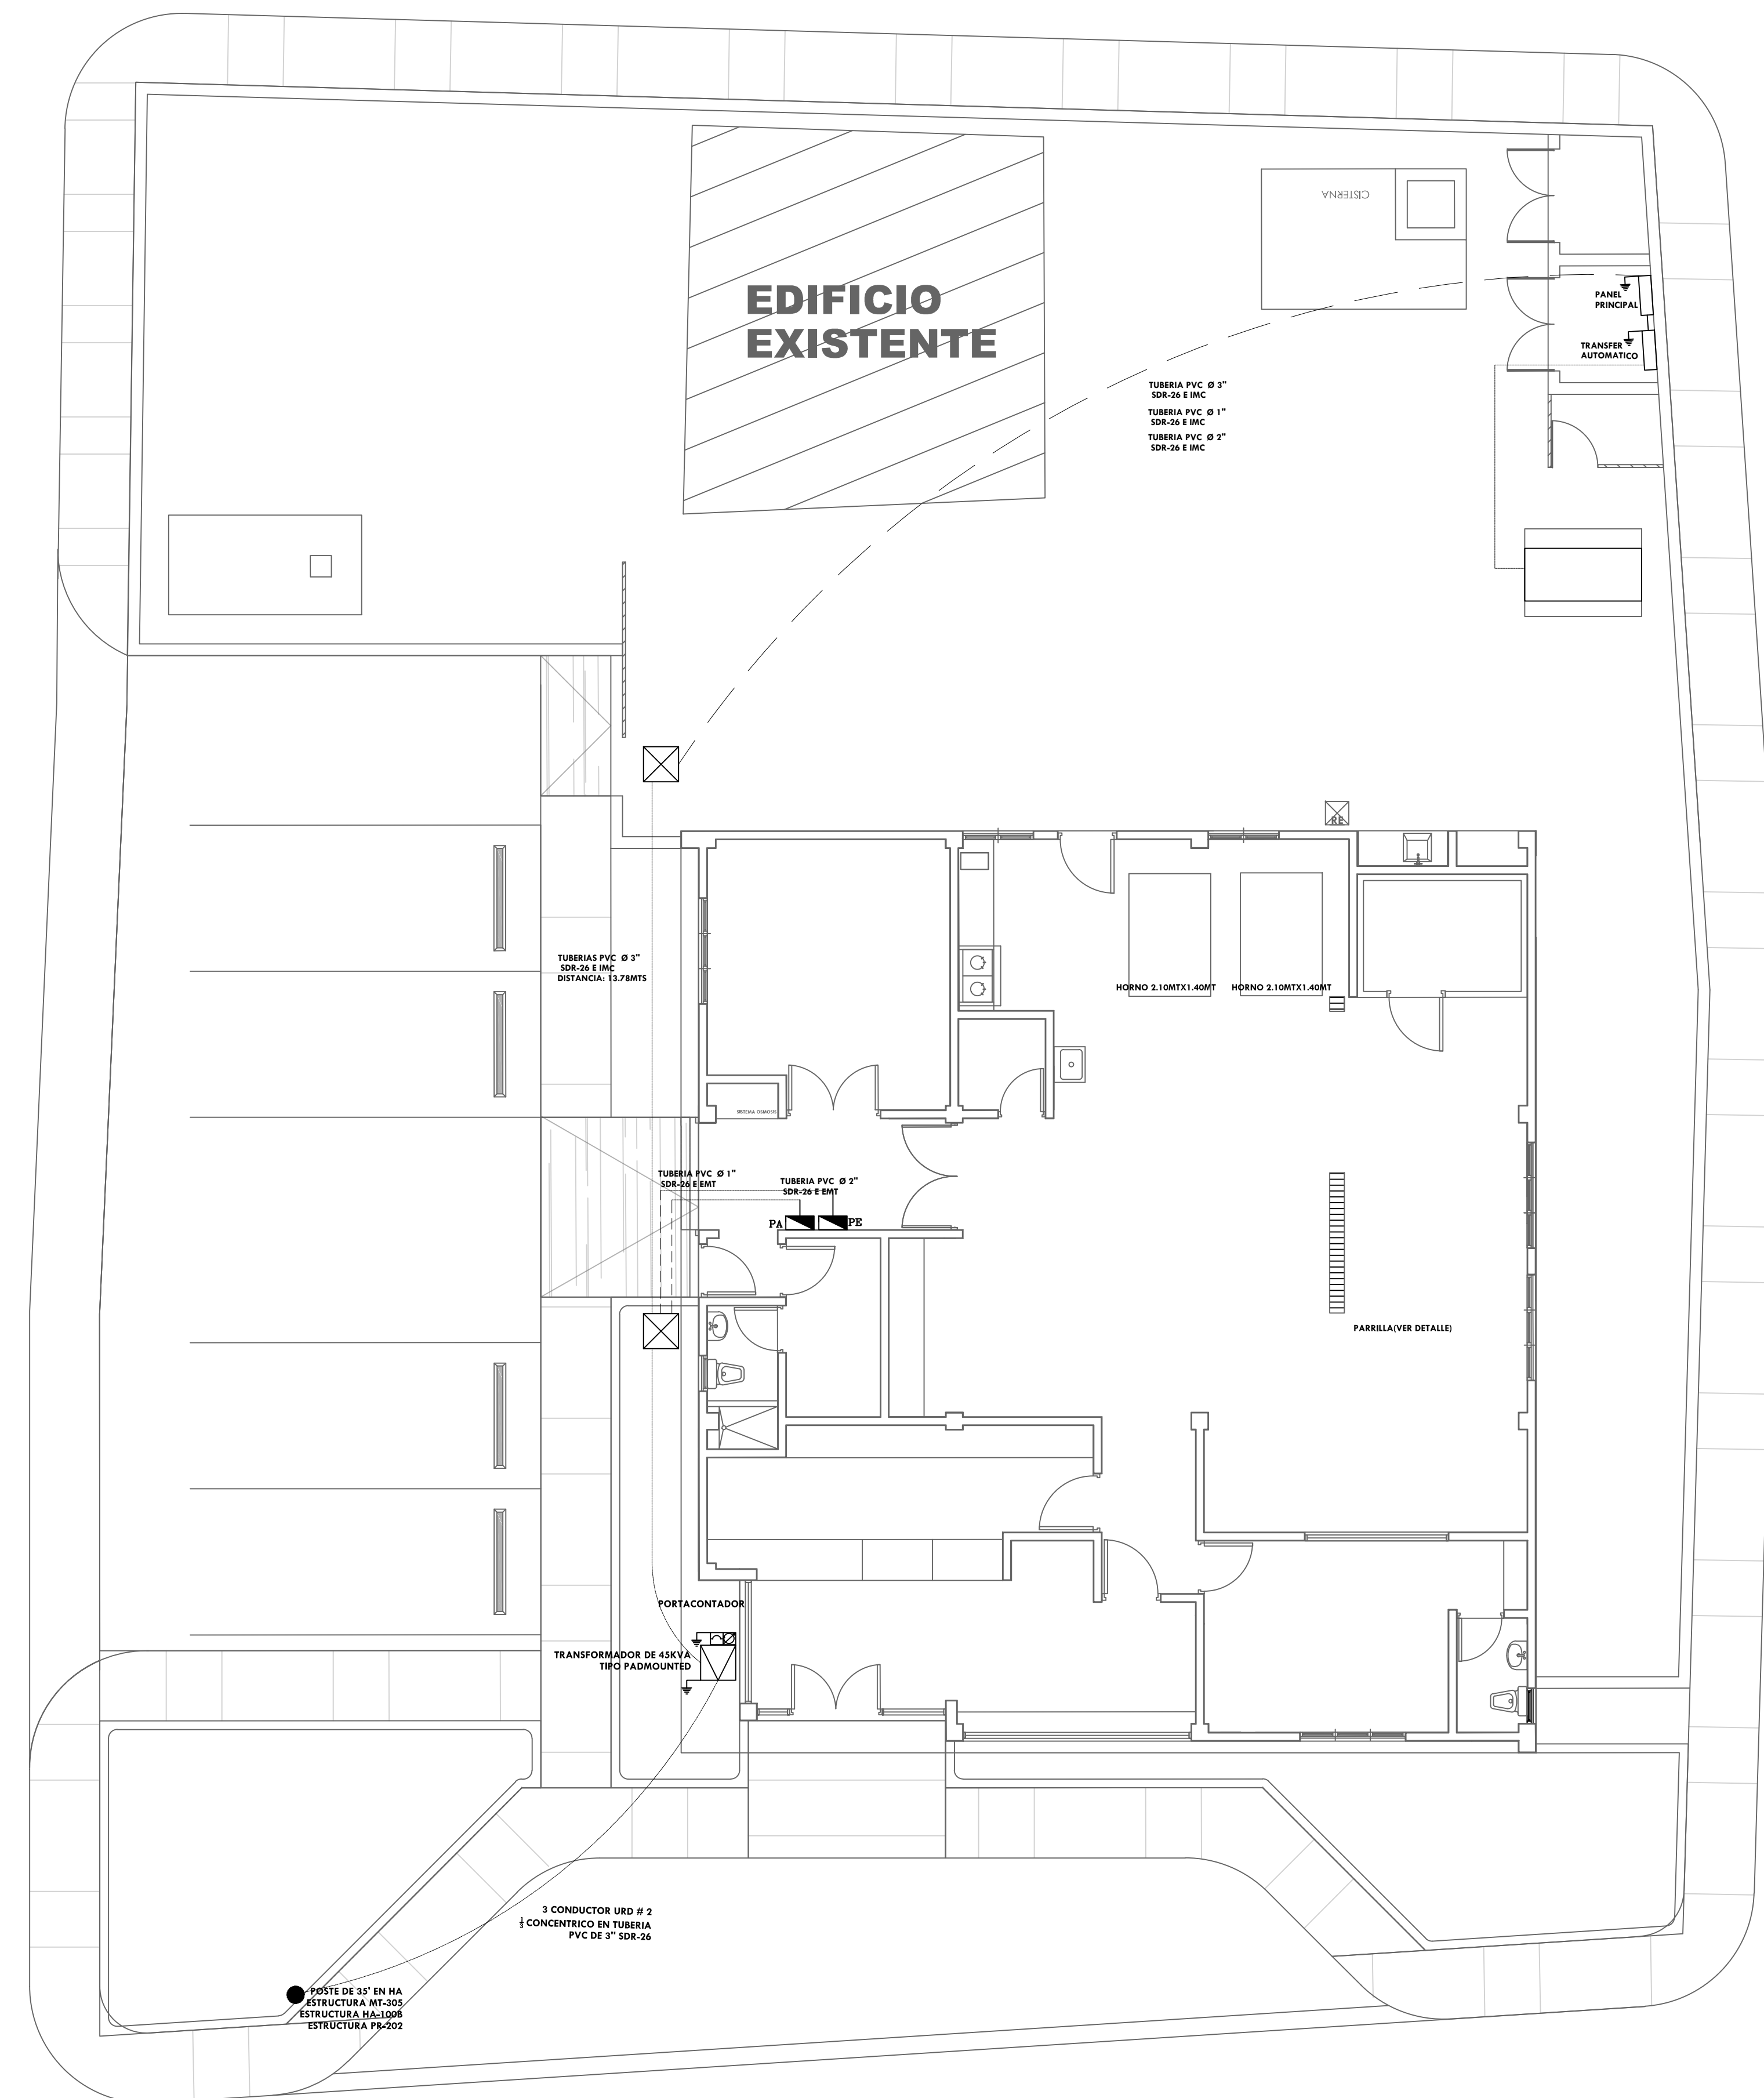 CISTERNA
EDIFICIO
EXISTENTE
PANEL
PRINCIPAL
TRANSFER
AUTOMATICO
TUBERIA PVC Ø 3"
SDR-26 E IMC
TUBERIA PVC Ø 1"
SDR-26 E IMC
TUBERIA PVC Ø 2"
SDR-26 E IMC
RE
TUBERIAS PVC Ø 3"
SDR-26 E IMC
DISTANCIA: 13.78MTS
HORNO 2.10MTX1.40MT
HORNO 2.10MTX1.40MT
SISTEMA OSMOSIS
TUBERIA PVC Ø 1"
SDR-26 E EMT
TUBERIA PVC Ø 2"
SDR-26 E EMT
PA
PE
PARRILLA(VER DETALLE)
PORTACONTADOR
TRANSFORMADOR DE 45KVA
TIPO PADMOUNTED
3 CONDUCTOR URD # 2
⅓ CONCENTRICO EN TUBERIA
PVC DE 3" SDR-26
POSTE DE 35' EN HA
ESTRUCTURA MT-305
ESTRUCTURA HA-100B
ESTRUCTURA PR-202